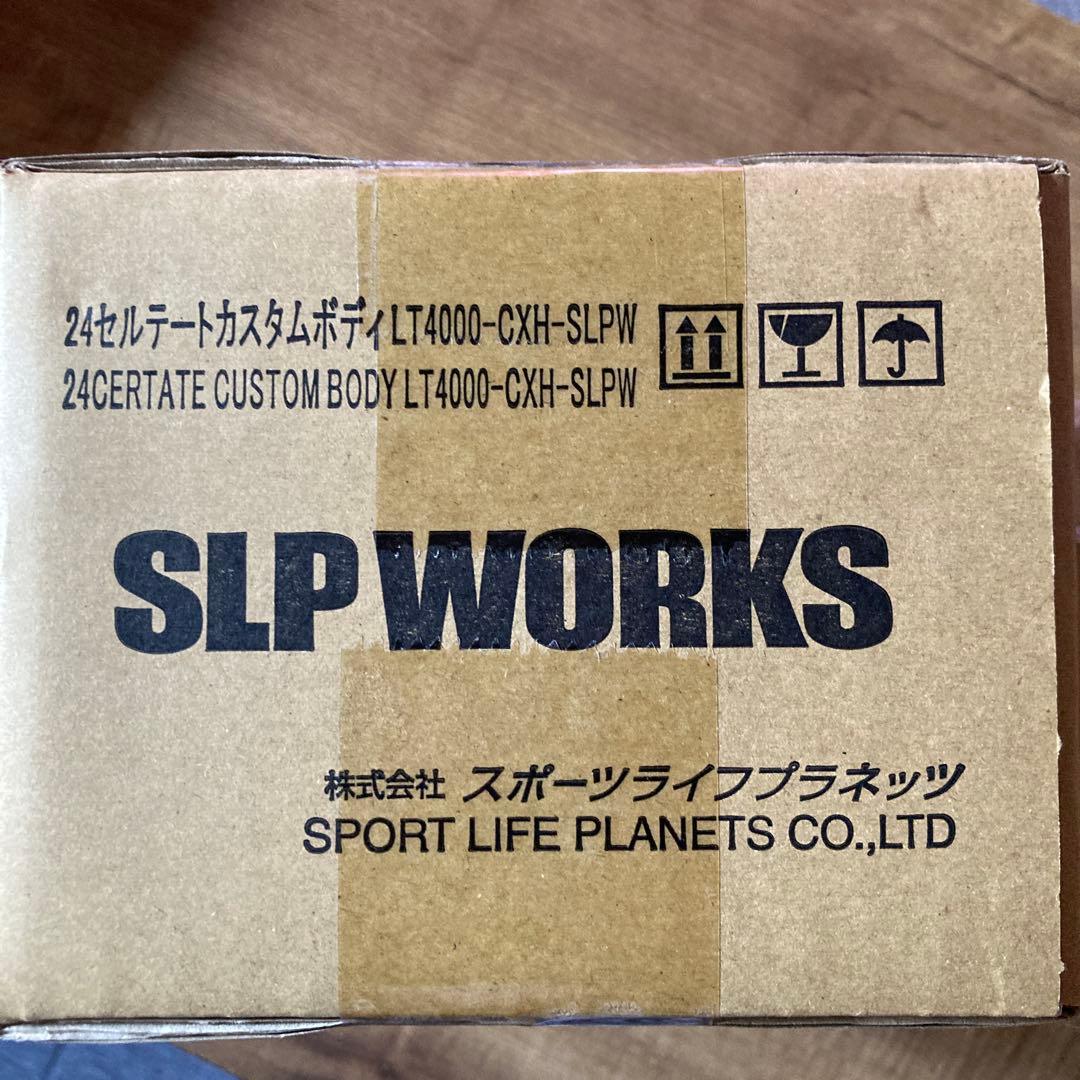 24セルテートカスタムボディLT4000-CXH-SLPW
24CERTATE CUSTOM BODY LT4000-CXH-SLPW
SLP WORKS
株式会社 スポーツライフプラネッツ
SPORT LIFE PLANETS CO.,LTD